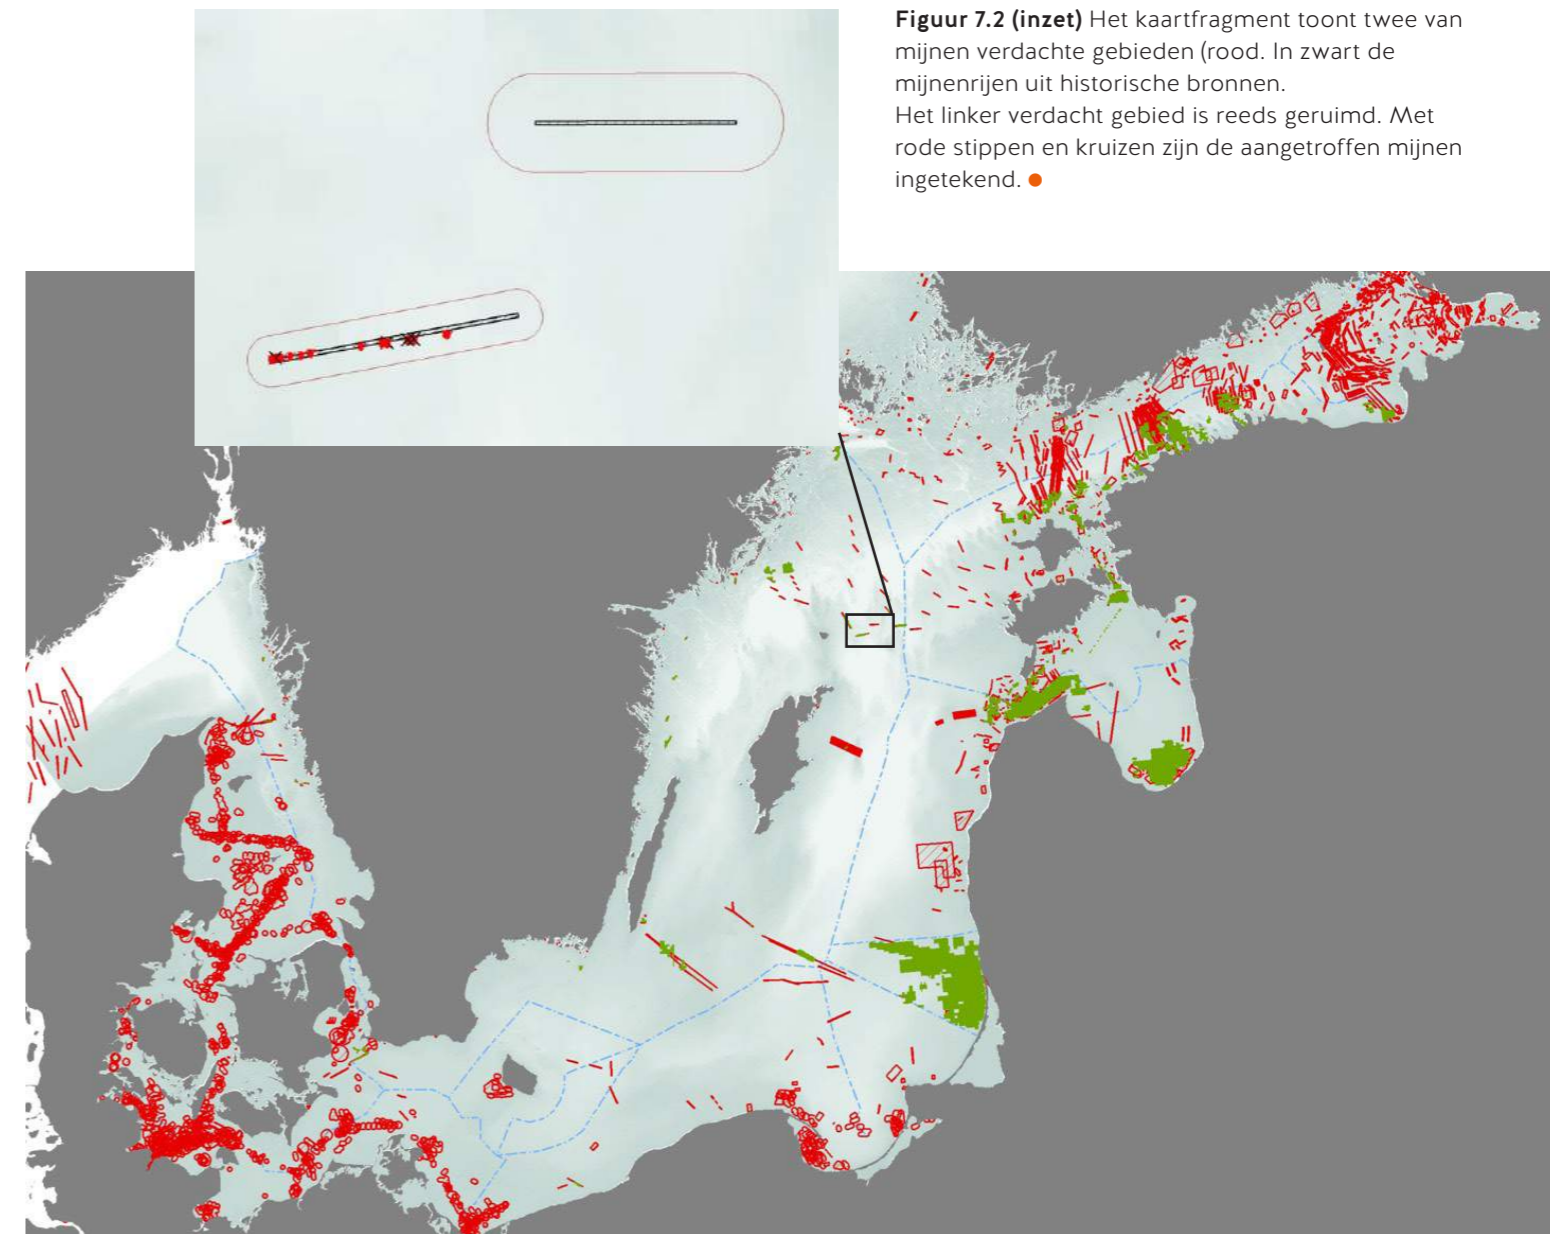 Figuur 7.2 (inzet) Het kaartfragment toont twee van
mijnen verdachte gebieden (rood. In zwart de
mijnenrijen uit historische bronnen.
Het linker verdacht gebied is reeds geruimd. Met
rode stippen en kruizen zijn de aangetroffen mijnen
ingetekend.